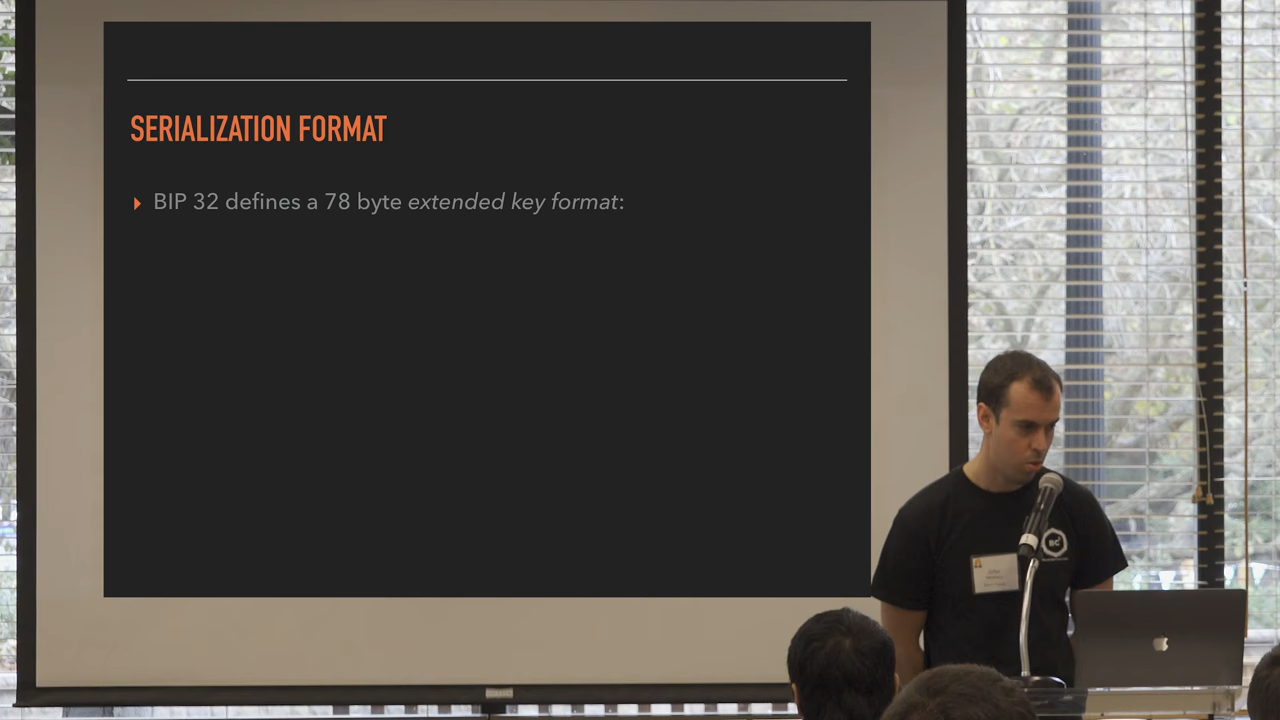 SERIALIZATION FORMAT
BIP 32 defines a 78 byte extended key format: